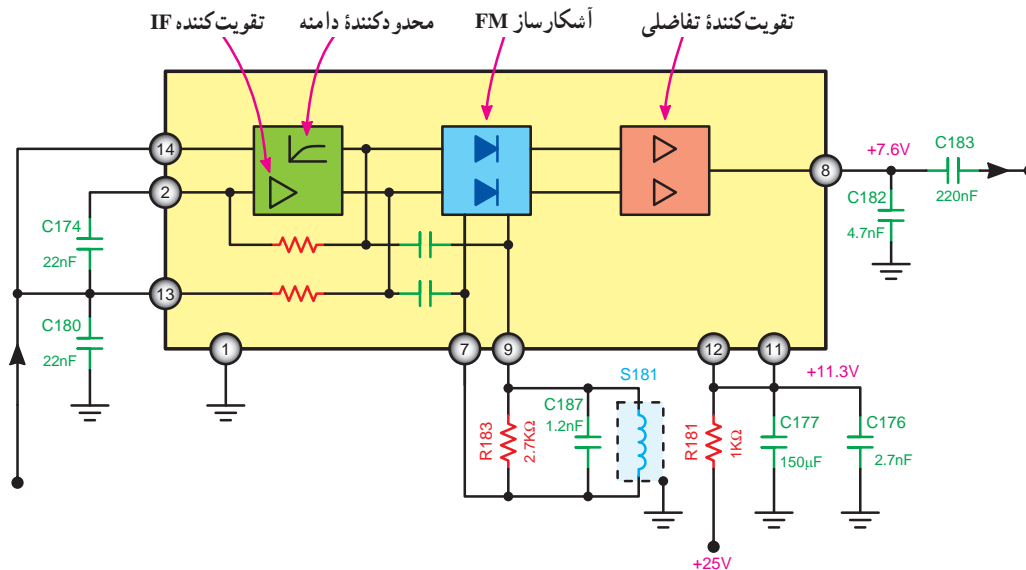 تقویت‌کننده IF
محدودکنندۀ دامنه
آشکارساز FM
تقویت‌کنندۀ تفاضلی
14
2
13
1
7
9
12
11
8
+7.6V
C183
220nF
C182
4.7nF
C174
22nF
C180
22nF
S181
+11.3V
R183
2.7KΩ
C187
1.2nF
R181
1KΩ
C177
150µF
C176
2.7nF
+25V